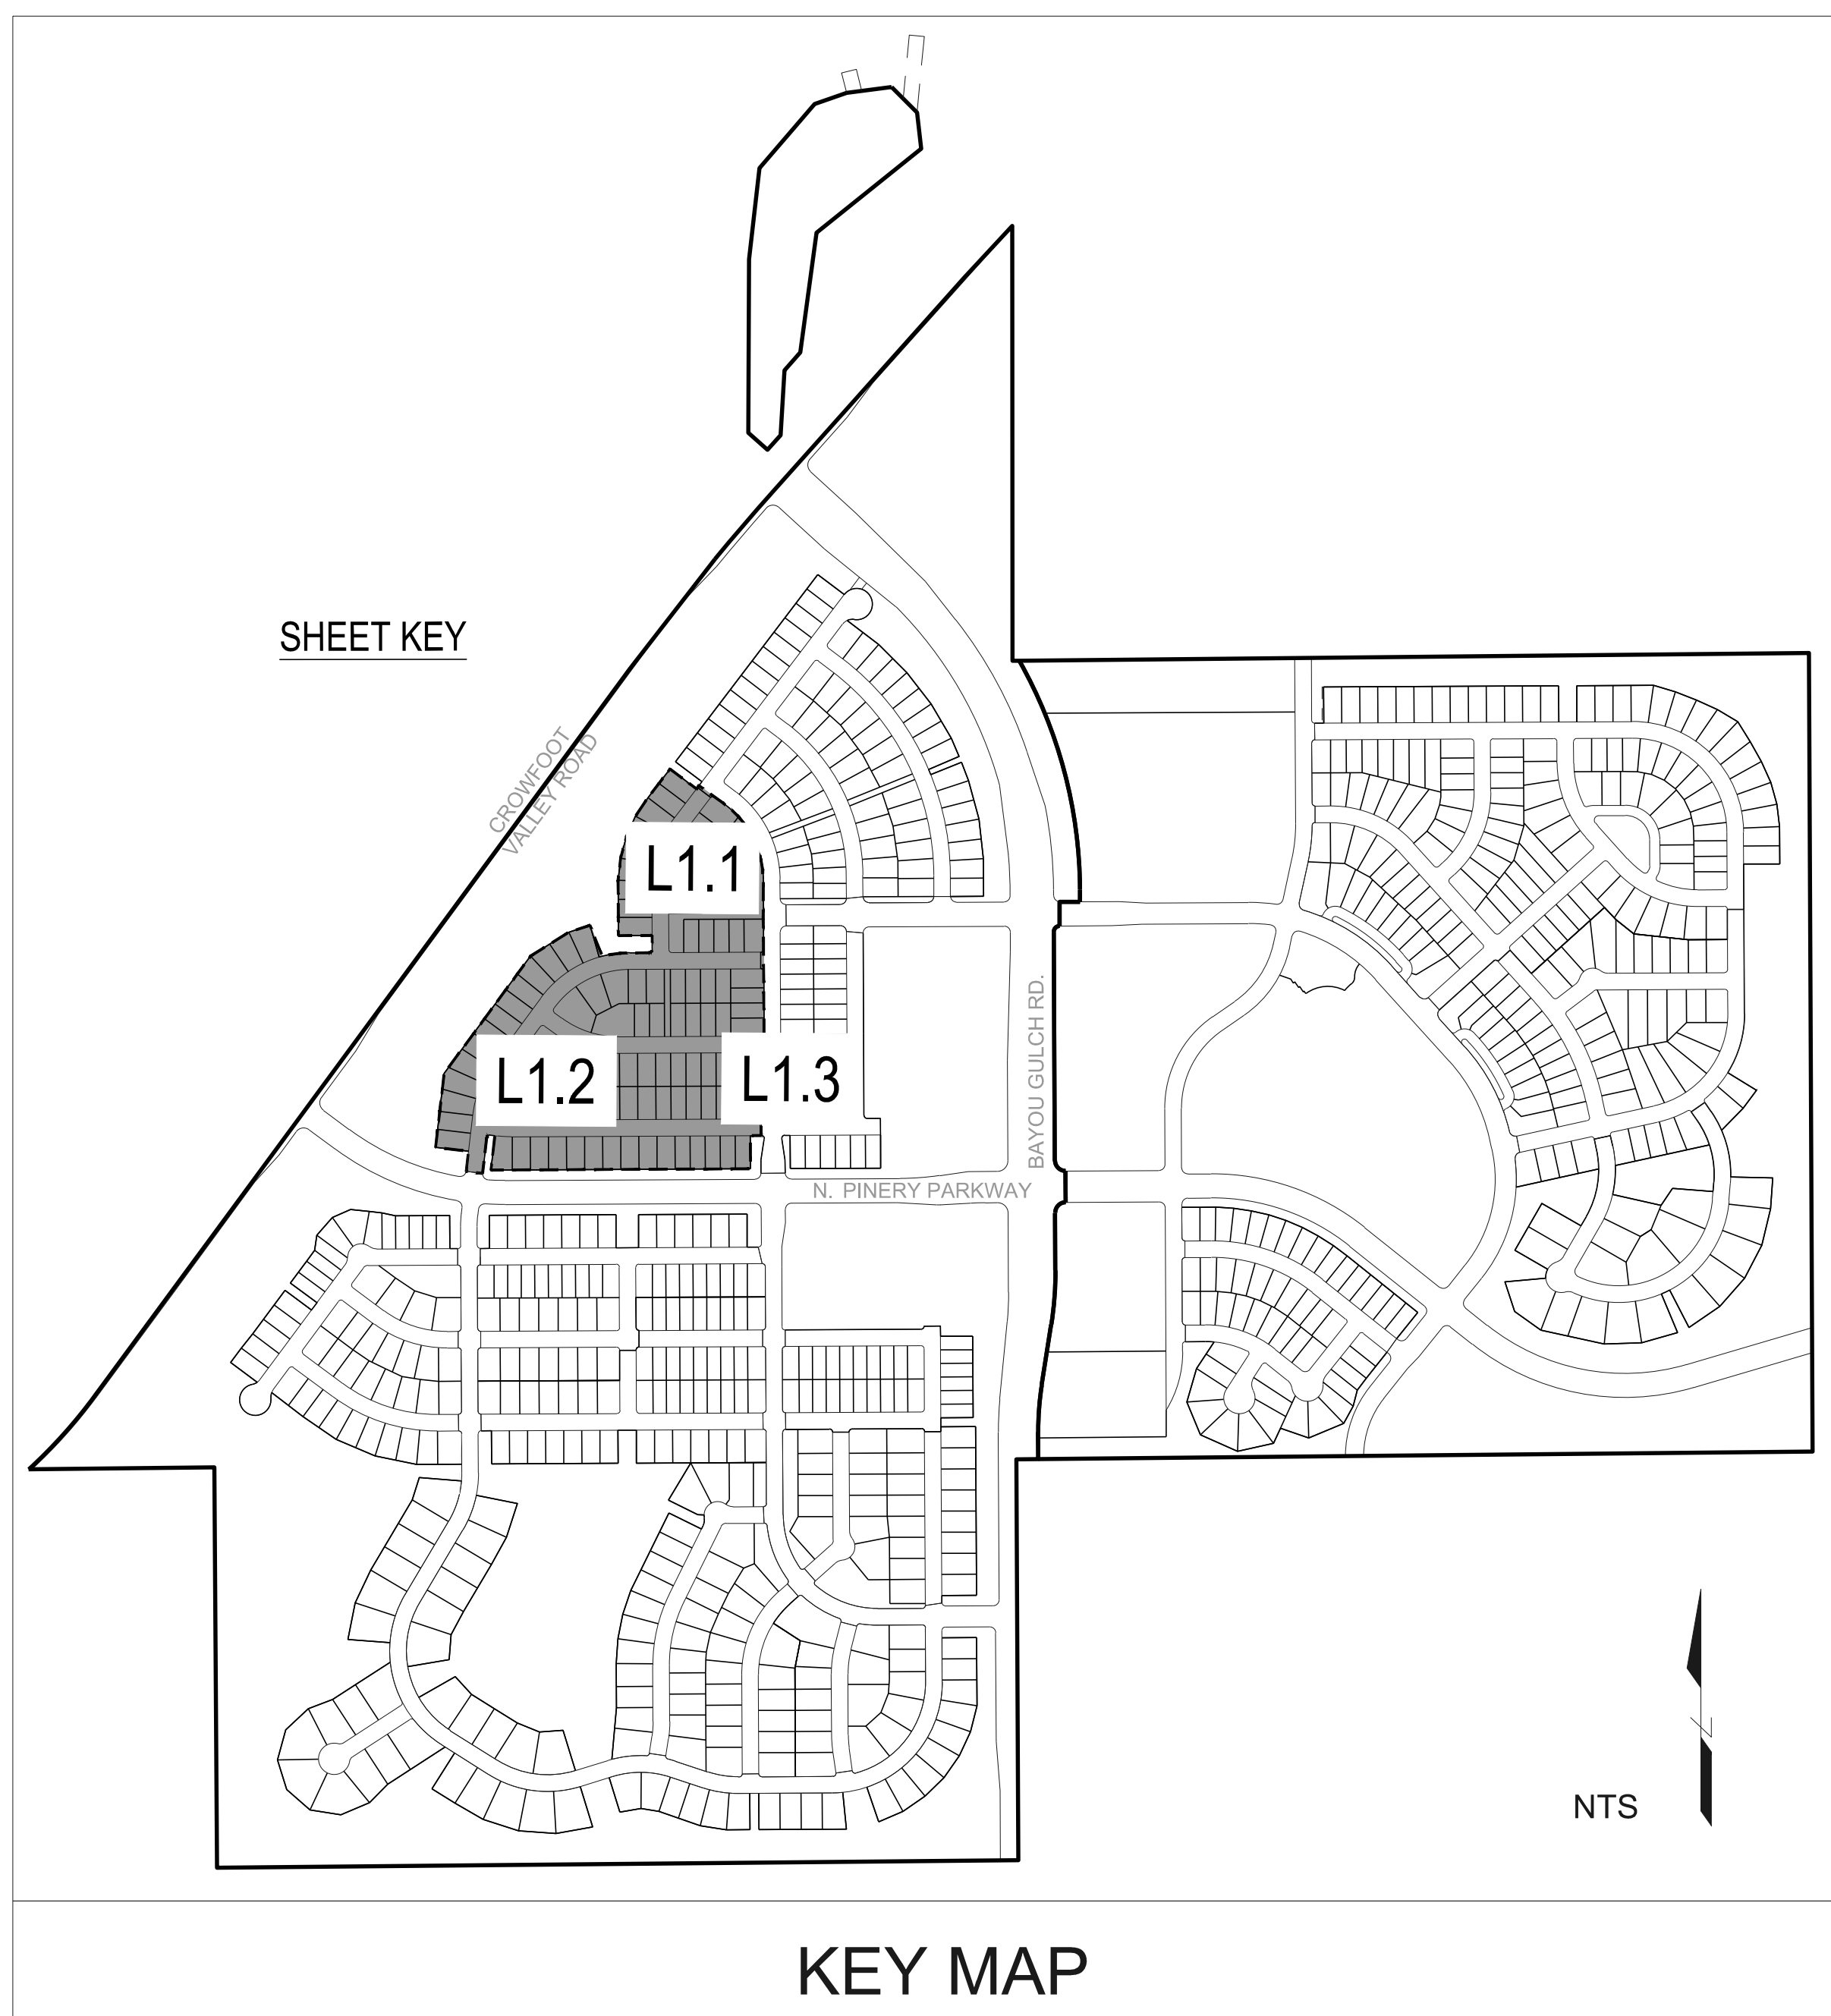 SHEET KEY
CROWFOOT
VALLEY ROAD
L1.1
L1.2
L1.3
BAYOU GULCH RD.
N. PINERY PARKWAY
NTS
KEY MAP